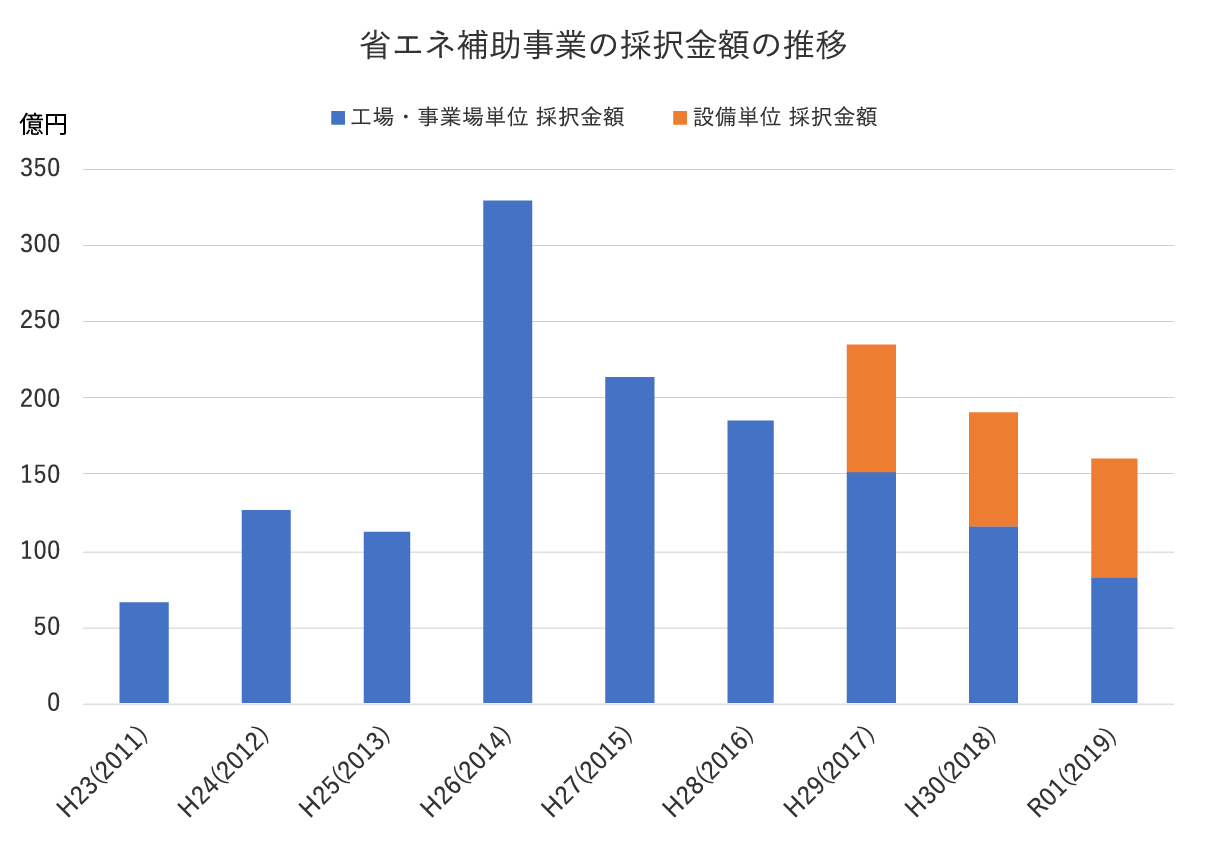 省エネ補助事業の採択金額の推移
工場・事業場単位 採択金額
設備単位 採択金額
億円
350
300
250
200
150
100
50
0
H23(2011)
H24(2012)
H25(2013)
H26(2014)
H27(2015)
H28(2016)
H29(2017)
H30(2018)
R01(2019)